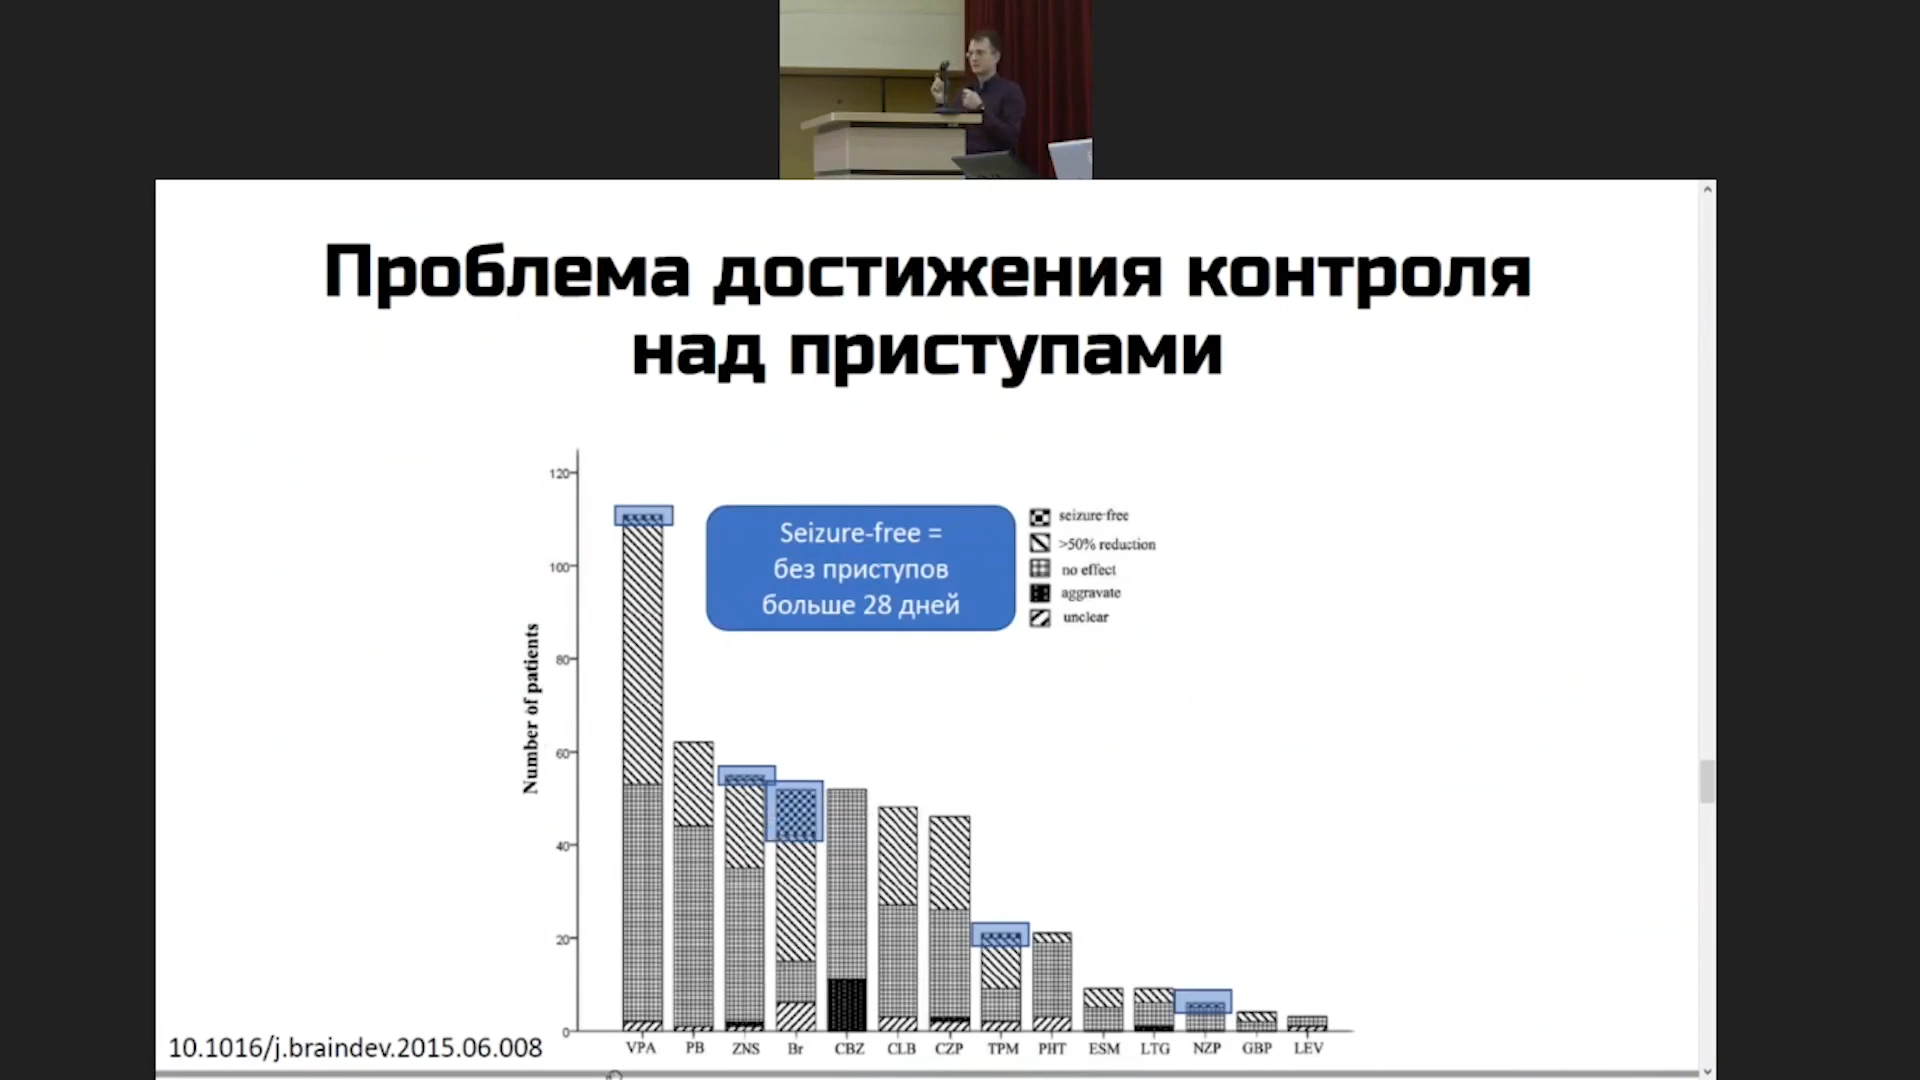 Проблема достижения контроля
над приступами
120
100
80
60
40
20
0
Number of patients
Seizure-free =
без приступов
больше 28 дней
seizure-free
>50% reduction
no effect
aggravate
unclear
VPA PB ZNS Br CBZ CLB CZP TPM PHT ESM LTG NZP GBP LEV
10.1016/j.braindev.2015.06.008